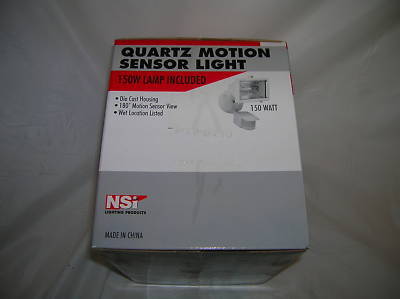 QUARTZ MOTION
SENSOR LIGHT
150W LAMP INCLUDED
• Die Cast Housing
• 180° Motion Sensor View
• Wet Location Listed
150 WATT
NSi
LIGHTING PRODUCTS
MADE IN CHINA